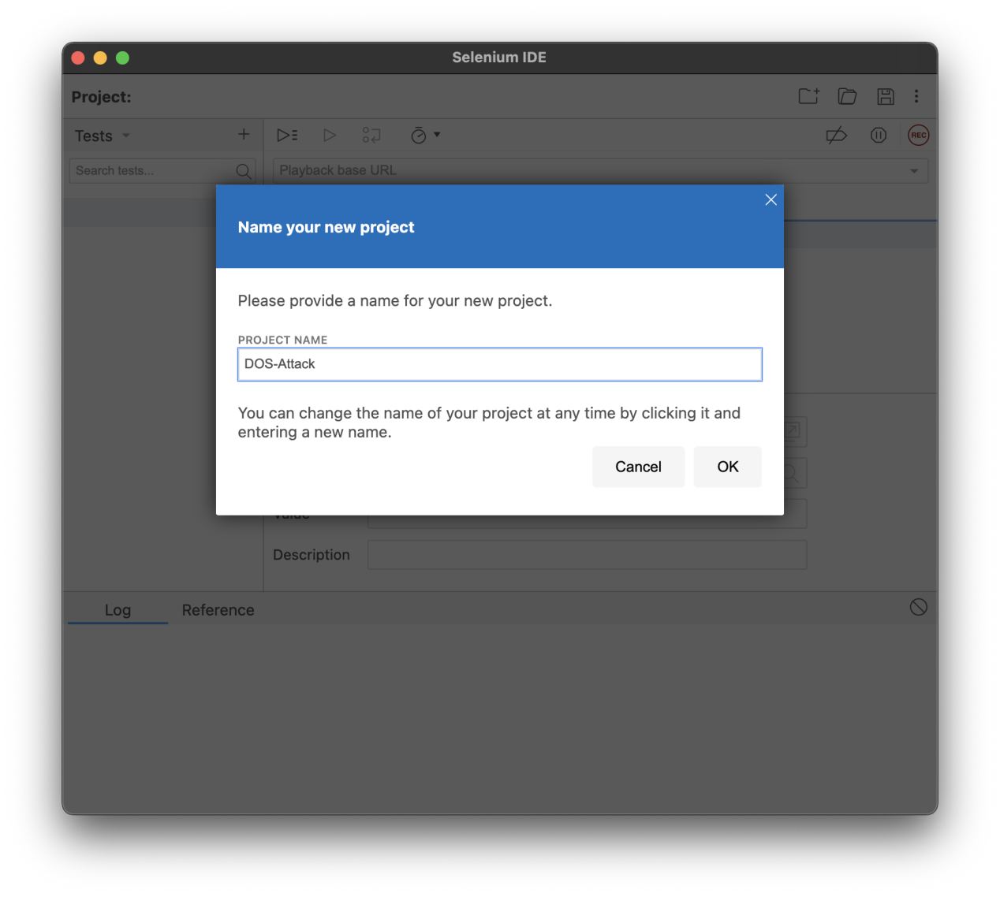 Selenium IDE
Project:
Tests
Search tests...
Playback base URL
REC
Name your new project
Please provide a name for your new project.
PROJECT NAME
DOS-Attack
You can change the name of your project at any time by clicking it and
entering a new name.
Cancel
OK
Value
Description
Log
Reference